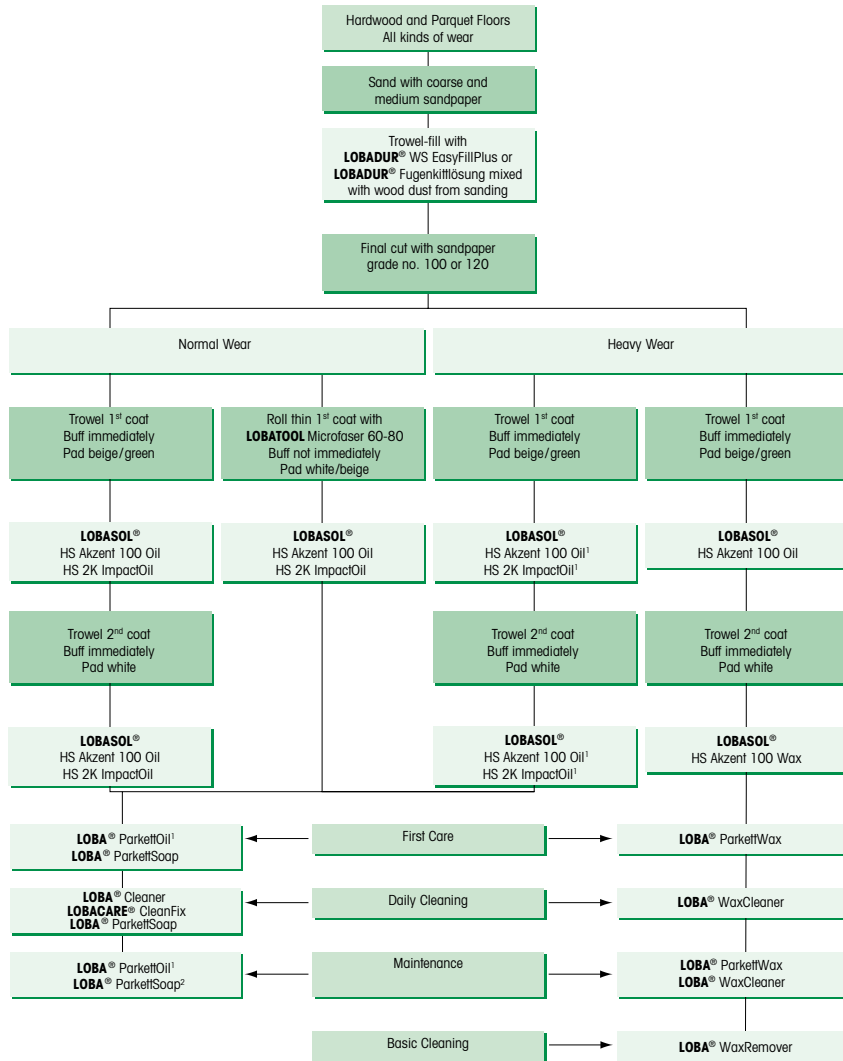 Hardwood and Parquet Floors
All kinds of wear
Sand with coarse and
medium sandpaper
Trowel-fill with
LOBADUR® WS EasyFillPlus or
LOBADUR® Fugenkittlösung mixed
with wood dust from sanding
Final cut with sandpaper
grade no. 100 or 120
Normal Wear
Heavy Wear
Trowel 1st coat
Buff immediately
Pad beige/green
Roll thin 1st coat with
LOBATOOL Microfaser 60-80
Buff not immediately
Pad white/beige
Trowel 1st coat
Buff immediately
Pad beige/green
Trowel 1st coat
Buff immediately
Pad beige/green
LOBASOL®
HS Akzent 100 Oil
HS 2K ImpactOil
LOBASOL®
HS Akzent 100 Oil
HS 2K ImpactOil
LOBASOL®
HS Akzent 100 Oil¹
HS 2K ImpactOil¹
LOBASOL®
HS Akzent 100 Oil
Trowel 2nd coat
Buff immediately
Pad white
Trowel 2nd coat
Buff immediately
Pad white
Trowel 2nd coat
Buff immediately
Pad white
LOBASOL®
HS Akzent 100 Oil
HS 2K ImpactOil
LOBASOL®
HS Akzent 100 Oil¹
HS 2K ImpactOil¹
LOBASOL®
HS Akzent 100 Wax
LOBA® ParkettOil¹
LOBA® ParkettSoap
First Care
LOBA® ParkettWax
LOBA® Cleaner
LOBACARE® CleanFix
LOBA® ParkettSoap
Daily Cleaning
LOBA® WaxCleaner
LOBA® ParkettOil¹
LOBA® ParkettSoap²
Maintenance
LOBA® ParkettWax
LOBA® WaxCleaner
Basic Cleaning
LOBA® WaxRemover